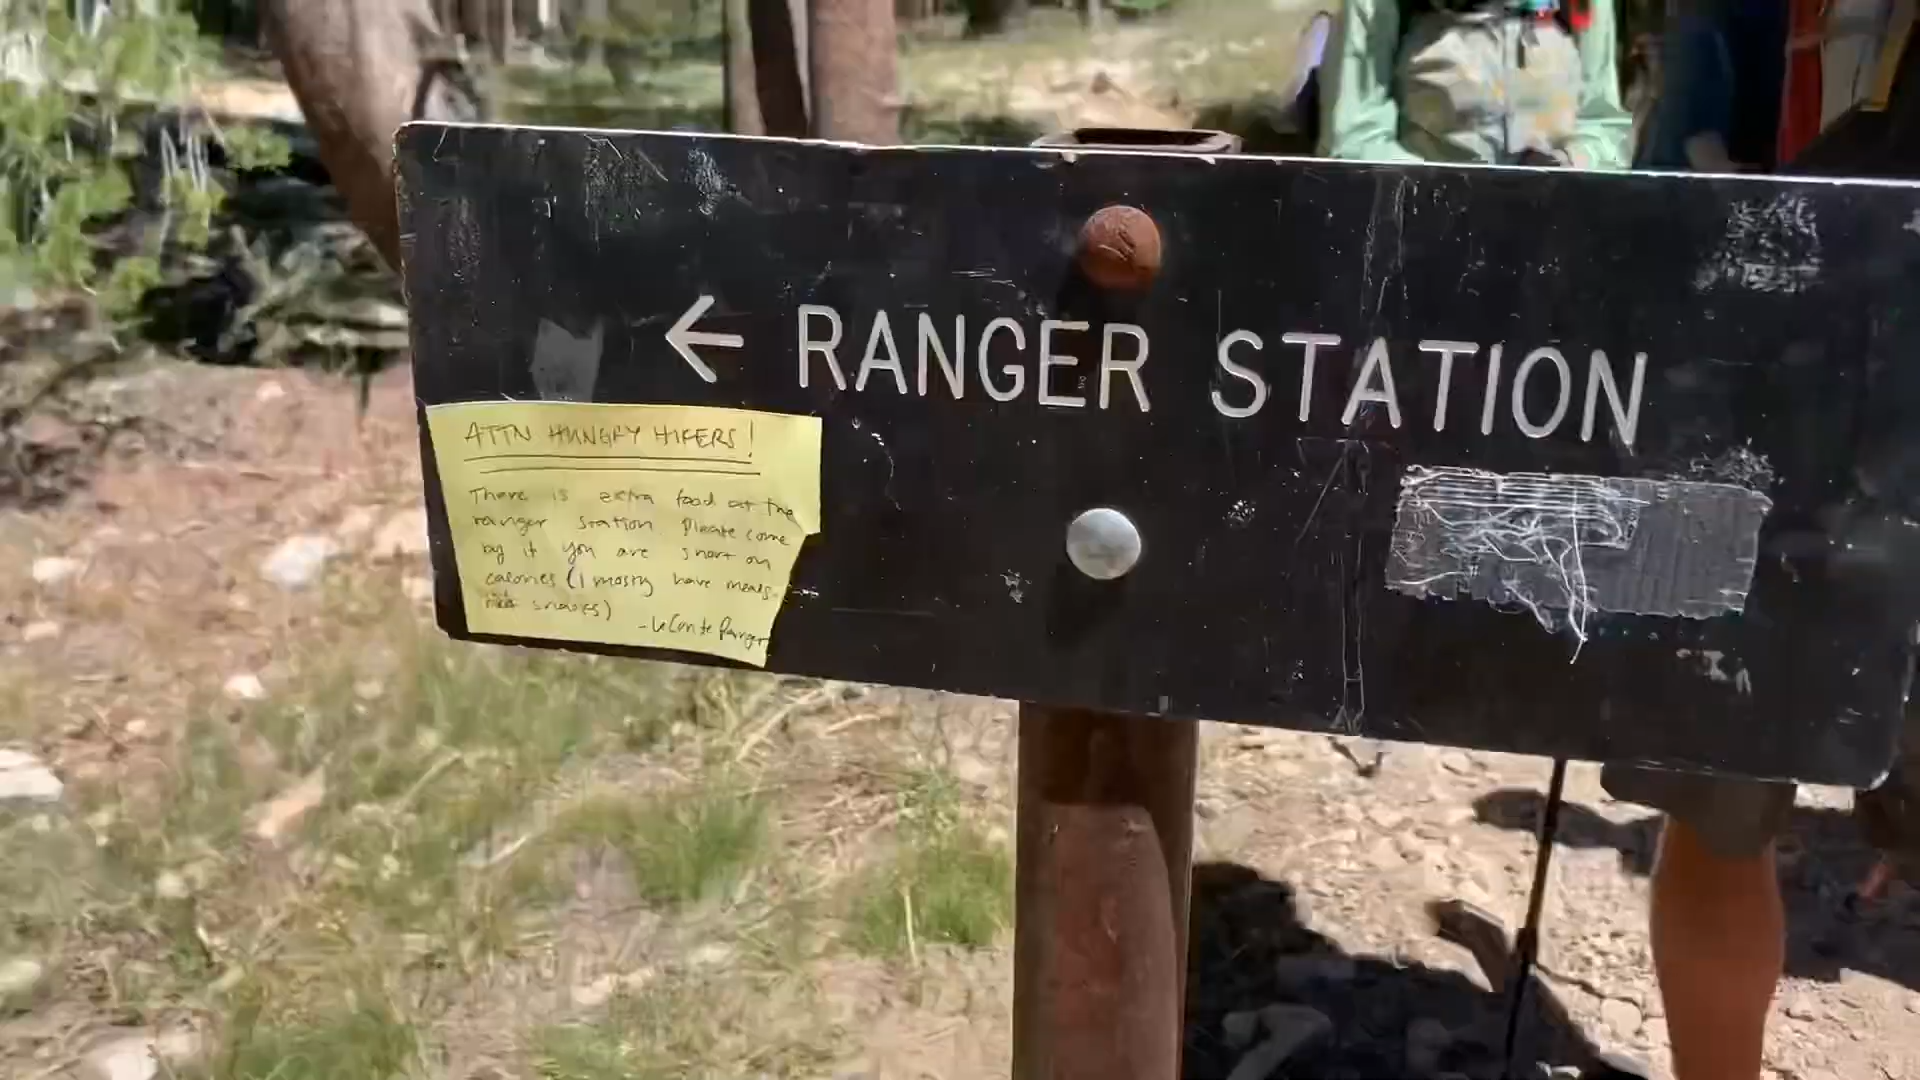 ← RANGER STATION
ATTN HUNGRY HIKERS!
There is extra food at the
ranger station. Please come
by if you are short on
calories (I mostly have meals,
not snacks)
- LeConte Ranger